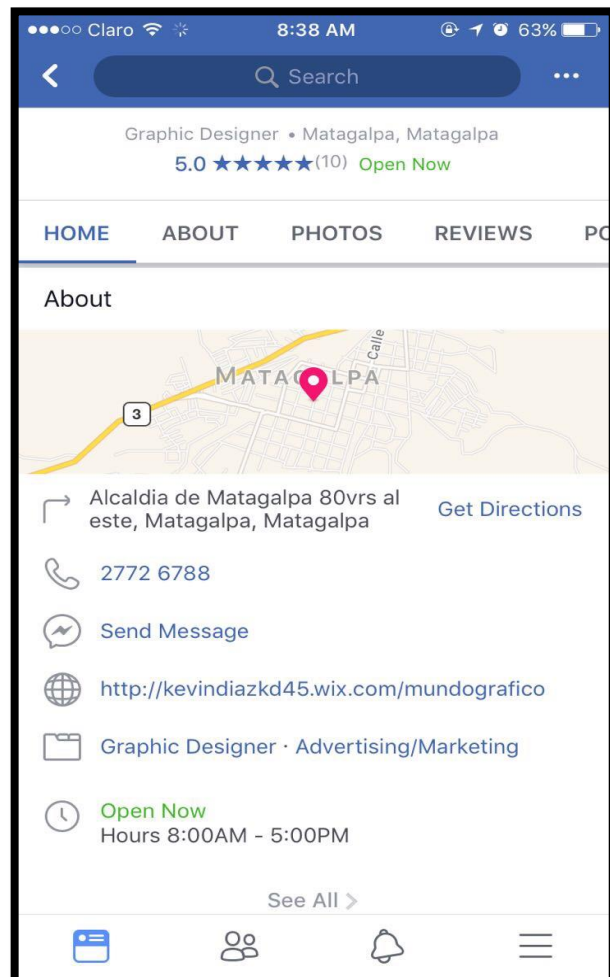 Claro 8:38 AM 63%
Search
Graphic Designer • Matagalpa, Matagalpa
5.0 ★★★★★(10) Open Now
HOME ABOUT PHOTOS REVIEWS PO
About
Calle
MATAGALPA
3
Alcaldia de Matagalpa 80vrs al
este, Matagalpa, Matagalpa
Get Directions
2772 6788
Send Message
http://kevindiazkd45.wix.com/mundografico
Graphic Designer · Advertising/Marketing
Open Now
Hours 8:00AM - 5:00PM
See All >